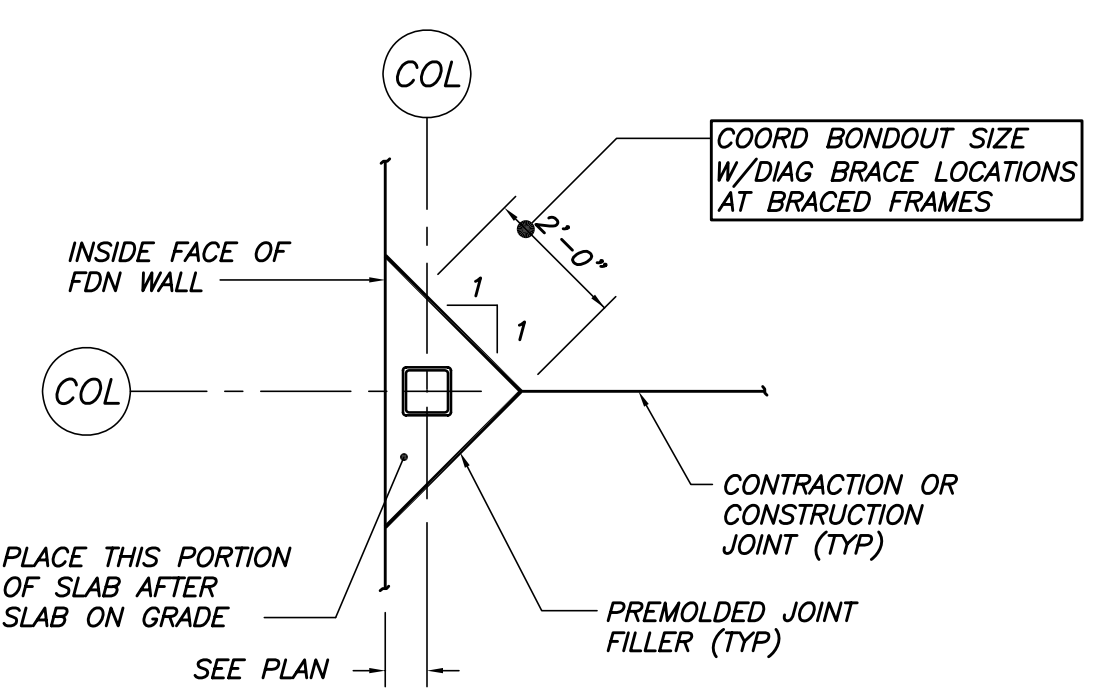 COL
COORD BONDOUT SIZE
W/DIAG BRACE LOCATIONS
AT BRACED FRAMES
2'-0"
INSIDE FACE OF
FDN WALL
1
1
COL
CONTRACTION OR
CONSTRUCTION
JOINT (TYP)
PLACE THIS PORTION
OF SLAB AFTER
SLAB ON GRADE
PREMOLDED JOINT
FILLER (TYP)
SEE PLAN